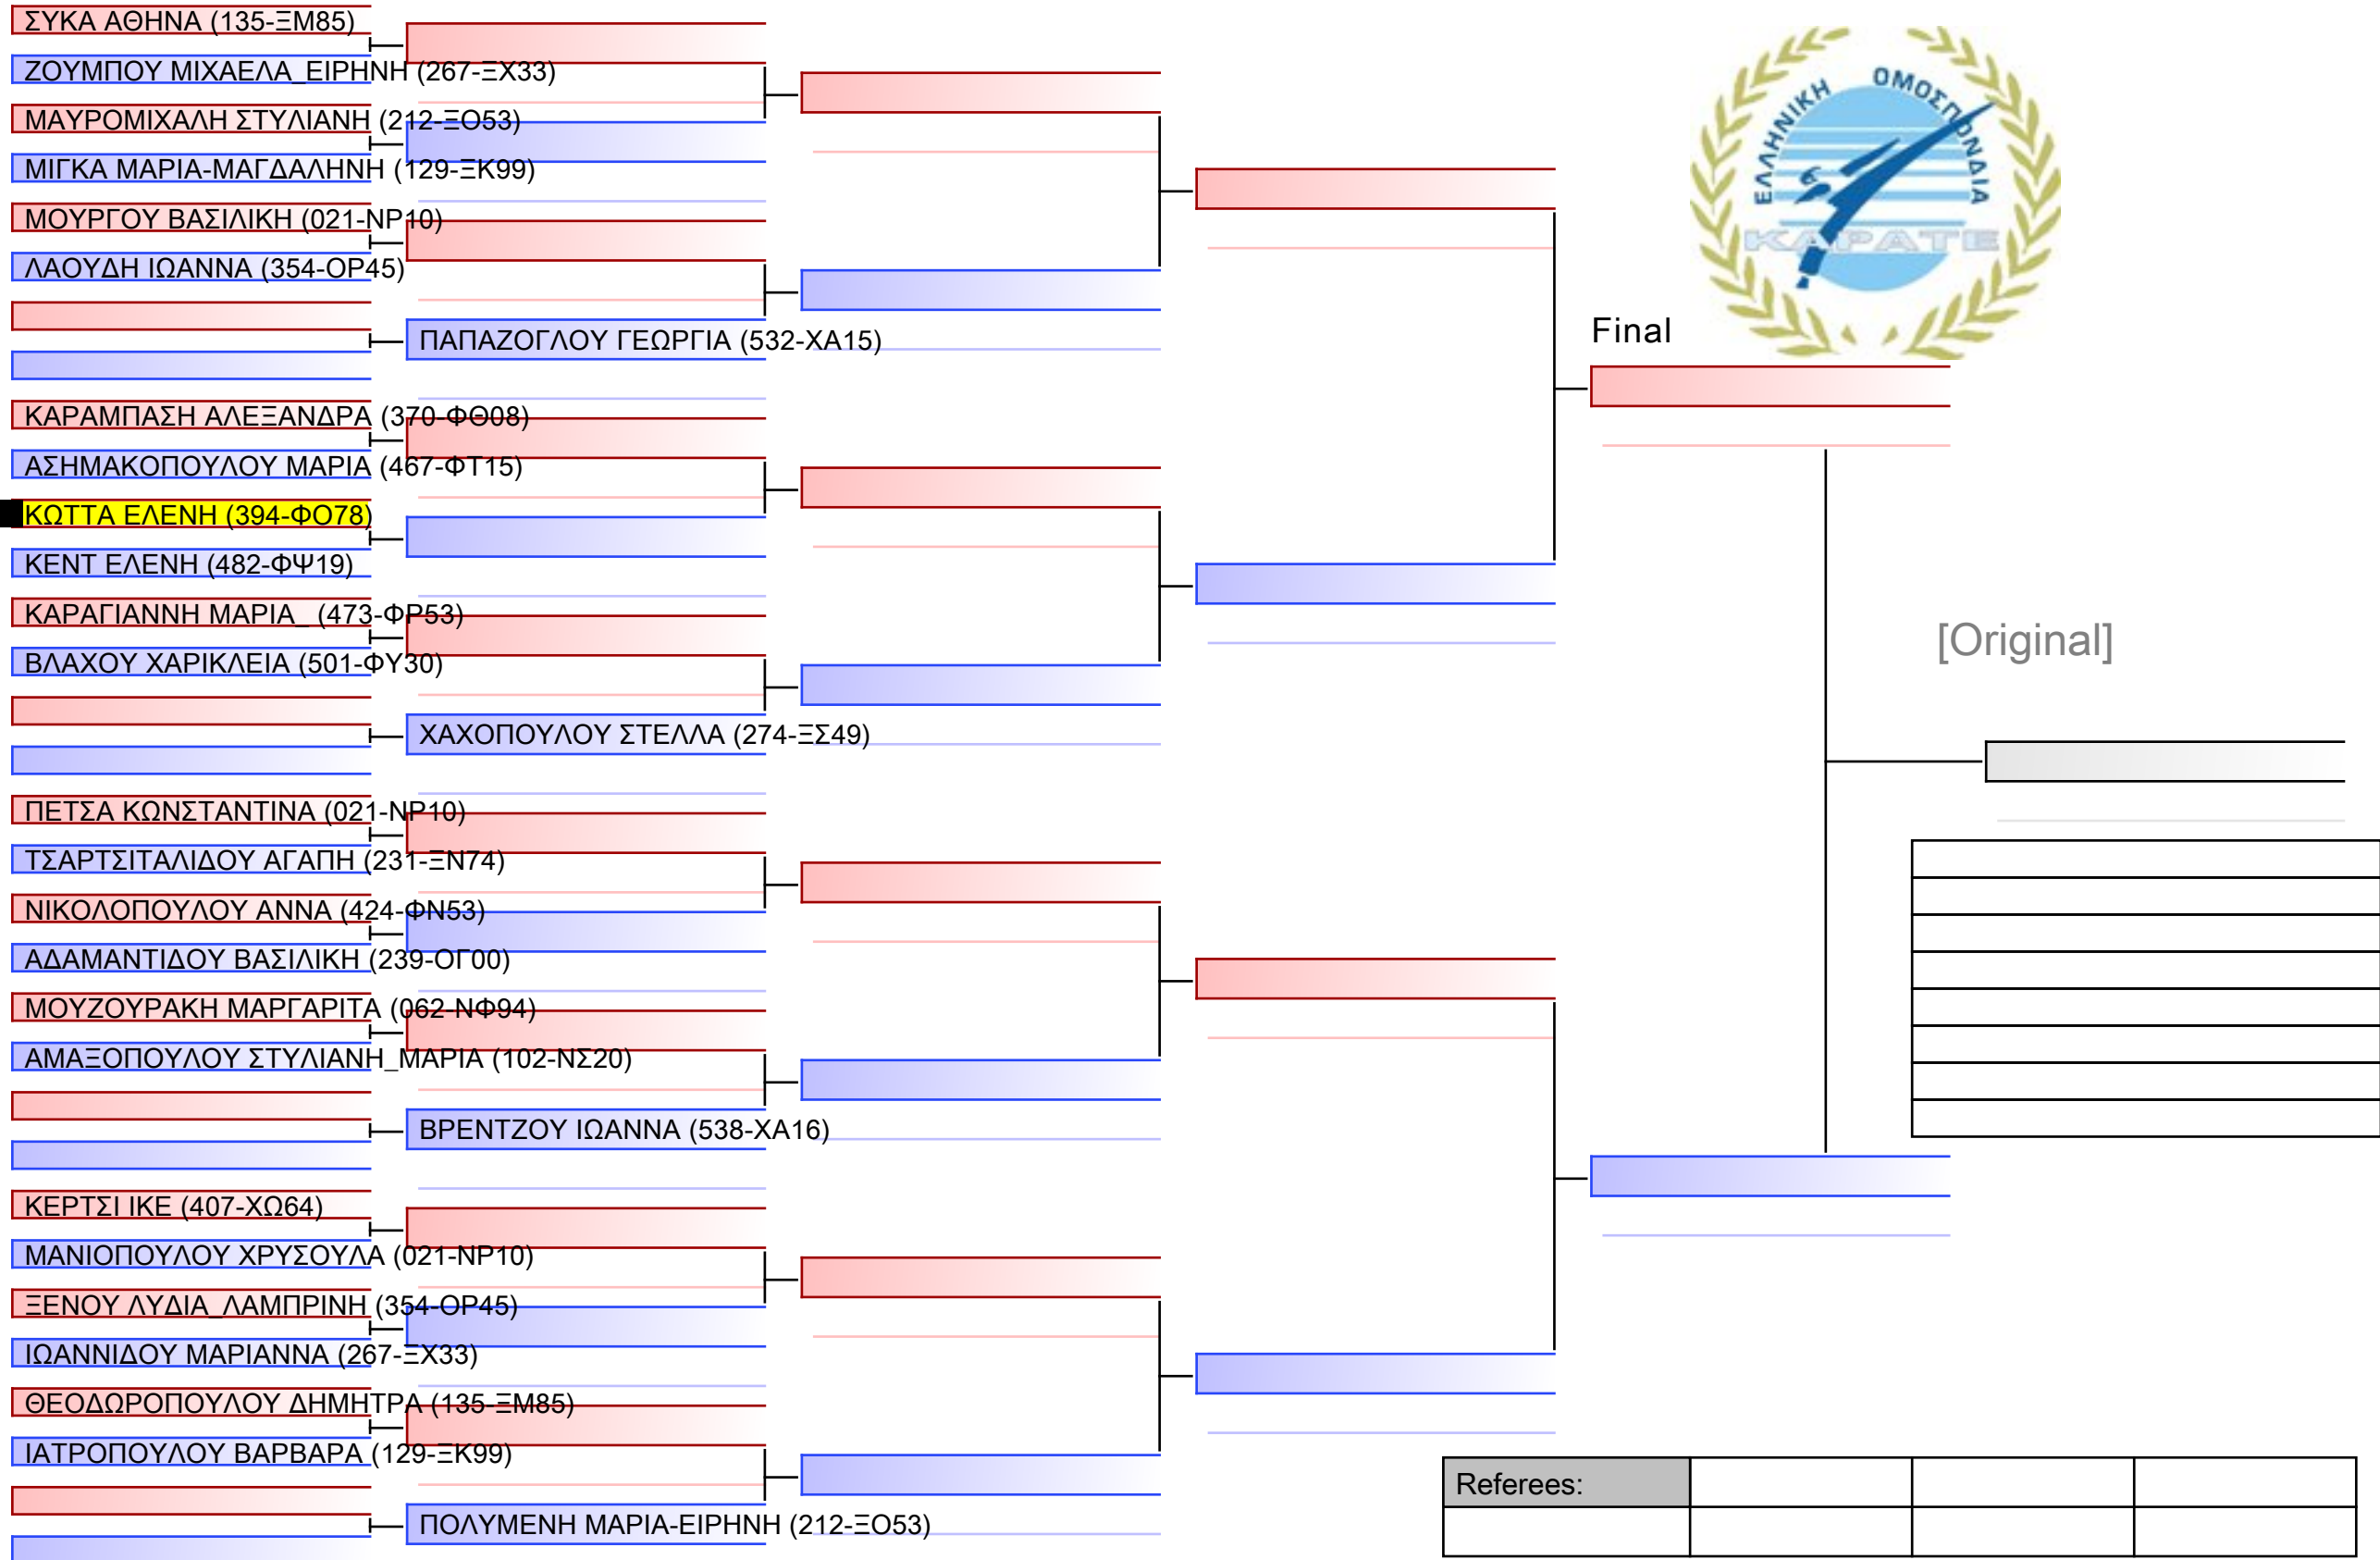 ΣΥΚΑ ΑΘΗΝΑ (135-ΞΜ85)
ΖΟΥΜΠΟΥ ΜΙΧΑΕΛΑ_ΕΙΡΗΝΗ (267-ΞΧ33)
ΜΑΥΡΟΜΙΧΑΛΗ ΣΤΥΛΙΑΝΗ (212-ΞΟ53)
ΜΙΓΚΑ ΜΑΡΙΑ-ΜΑΓΔΑΛΗΝΗ (129-ΞΚ99)
ΜΟΥΡΓΟΥ ΒΑΣΙΛΙΚΗ (021-ΝΡ10)
ΛΑΟΥΔΗ ΙΩΑΝΝΑ (354-ΟΡ45)
ΠΑΠΑΖΟΓΛΟΥ ΓΕΩΡΓΙΑ (532-ΧΑ15)
ΚΑΡΑΜΠΑΣΗ ΑΛΕΞΑΝΔΡΑ (370-ΦΘ08)
ΑΣΗΜΑΚΟΠΟΥΛΟΥ ΜΑΡΙΑ (467-ΦΤ15)
ΚΩΤΤΑ ΕΛΕΝΗ (394-ΦΟ78)
ΚΕΝΤ ΕΛΕΝΗ (482-ΦΨ19)
ΚΑΡΑΓΙΑΝΝΗ ΜΑΡΙΑ_ (473-ΦΡ53)
ΒΛΑΧΟΥ ΧΑΡΙΚΛΕΙΑ (501-ΦΥ30)
ΧΑΧΟΠΟΥΛΟΥ ΣΤΕΛΛΑ (274-ΞΣ49)
ΠΕΤΣΑ ΚΩΝΣΤΑΝΤΙΝΑ (021-ΝΡ10)
ΤΣΑΡΤΣΙΤΑΛΙΔΟΥ ΑΓΑΠΗ (231-ΞΝ74)
ΝΙΚΟΛΟΠΟΥΛΟΥ ΑΝΝΑ (424-ΦΝ53)
ΑΔΑΜΑΝΤΙΔΟΥ ΒΑΣΙΛΙΚΗ (239-ΟΓ00)
ΜΟΥΖΟΥΡΑΚΗ ΜΑΡΓΑΡΙΤΑ (062-ΝΦ94)
ΑΜΑΞΟΠΟΥΛΟΥ ΣΤΥΛΙΑΝΗ_ΜΑΡΙΑ (102-ΝΣ20)
ΒΡΕΝΤΖΟΥ ΙΩΑΝΝΑ (538-ΧΑ16)
ΚΕΡΤΣΙ ΙΚΕ (407-ΧΩ64)
ΜΑΝΙΟΠΟΥΛΟΥ ΧΡΥΣΟΥΛΑ (021-ΝΡ10)
ΞΕΝΟΥ ΛΥΔΙΑ_ΛΑΜΠΡΙΝΗ (354-ΟΡ45)
ΙΩΑΝΝΙΔΟΥ ΜΑΡΙΑΝΝΑ (267-ΞΧ33)
ΘΕΟΔΩΡΟΠΟΥΛΟΥ ΔΗΜΗΤΡΑ (135-ΞΜ85)
ΙΑΤΡΟΠΟΥΛΟΥ ΒΑΡΒΑΡΑ (129-ΞΚ99)
ΠΟΛΥΜΕΝΗ ΜΑΡΙΑ-ΕΙΡΗΝΗ (212-ΞΟ53)
ΕΛΛΗΝΙΚΗ ΟΜΟΣΠΟΝΔΙΑ
ΚΑΡΑΤΕ
Final
[Original]
Referees: